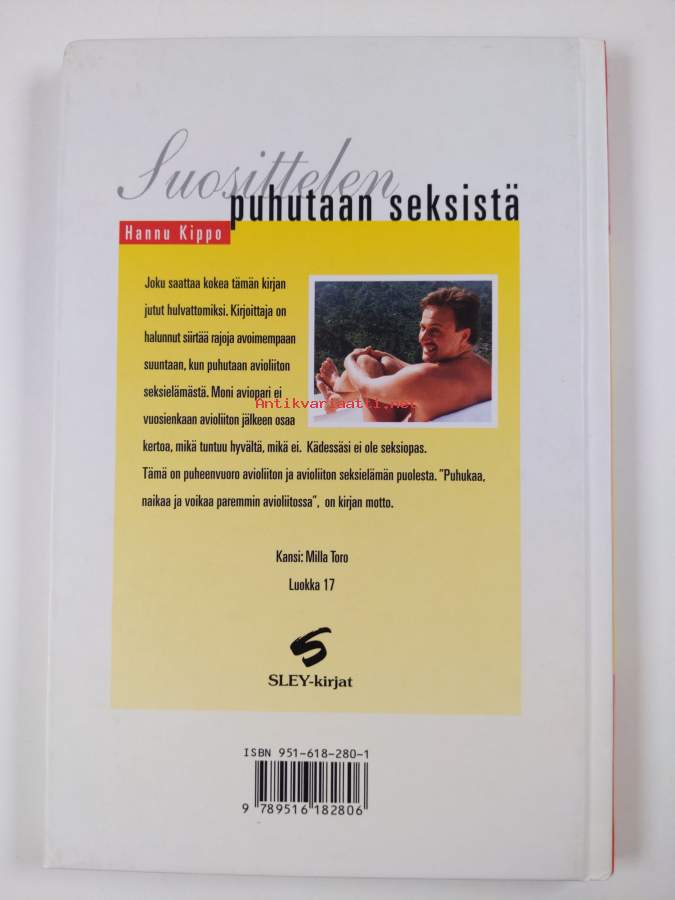 Suosittelen
puhutaan seksistä
Hannu Kippo
Joku saattaa kokea tämän kirjan
jutut hulvattomiksi. Kirjoittaja on
halunnut siirtää rajoja avoimempaan
suuntaan, kun puhutaan avioliiton
seksielämästä. Moni aviopari ei
Antikvariaatti.net
vuosienkaan avioliiton jälkeen osaa
kertoa, mikä tuntuu hyvältä, mikä ei. Kädessäsi ei ole seksiopas.
Tämä on puheenvuoro avioliiton ja avioliiton seksielämän puolesta. "Puhukaa,
naikaa ja voikaa paremmin avioliitossa", on kirjan motto.
Kansi: Milla Toro
Luokka 17
SLEY-kirjat
ISBN 951-618-280-1
9 789516 182806